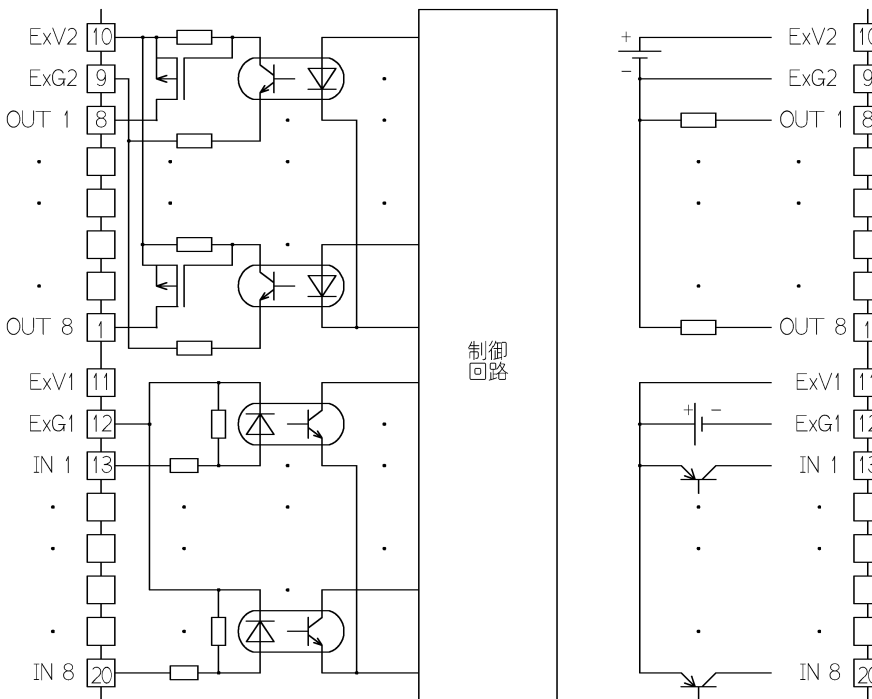 ExV2 10
ExG2 9
OUT 1 8
OUT 8 1
ExV1 11
ExG1 12
IN 1 13
IN 8 20
制御
回路
+
−
ExV2 10
ExG2 9
OUT 1 8
OUT 8 1
ExV1 11
+ −
ExG1 12
IN 1 13
IN 8 20